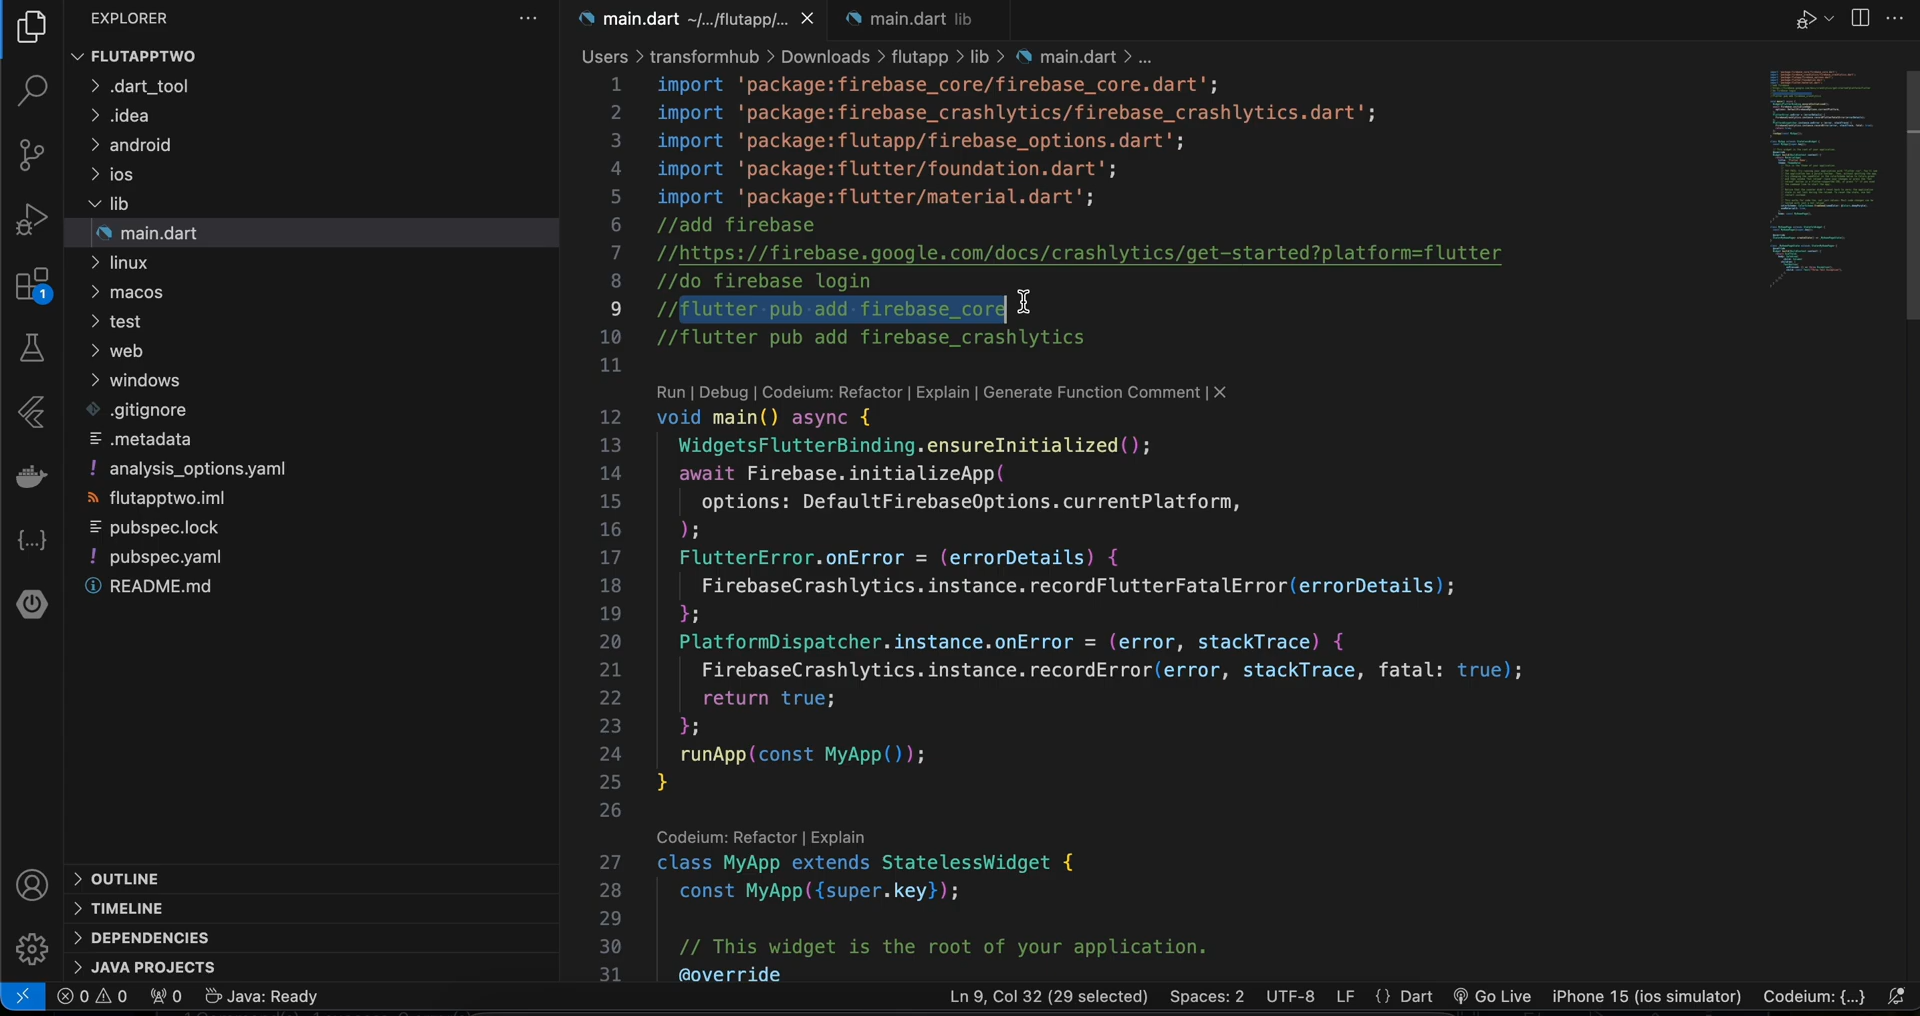 EXPLORER
FLUTAPPTWO
.dart_tool
.idea
android
ios
lib
main.dart
linux
macos
test
web
windows
.gitignore
.metadata
analysis_options.yaml
flutapptwo.iml
pubspec.lock
pubspec.yaml
README.md
OUTLINE
TIMELINE
DEPENDENCIES
JAVA PROJECTS
1
main.dart ~/.../flutapp/...
main.dart lib
Users > transformhub > Downloads > flutapp > lib > main.dart > ...
1 import 'package:firebase_core/firebase_core.dart';
2 import 'package:firebase_crashlytics/firebase_crashlytics.dart';
3 import 'package:flutapp/firebase_options.dart';
4 import 'package:flutter/foundation.dart';
5 import 'package:flutter/material.dart';
6 //add firebase
7 //https://firebase.google.com/docs/crashlytics/get-started?platform=flutter
8 //do firebase login
9 //flutter pub add firebase_core
10 //flutter pub add firebase_crashlytics
11
Run | Debug | Codeium: Refactor | Explain | Generate Function Comment | X
12 void main() async {
13 WidgetsFlutterBinding.ensureInitialized();
14 await Firebase.initializeApp(
15 options: DefaultFirebaseOptions.currentPlatform,
16 );
17 FlutterError.onError = (errorDetails) {
18 FirebaseCrashlytics.instance.recordFlutterFatalError(errorDetails);
19 };
20 PlatformDispatcher.instance.onError = (error, stackTrace) {
21 FirebaseCrashlytics.instance.recordError(error, stackTrace, fatal: true);
22 return true;
23 };
24 runApp(const MyApp());
25 }
26
Codeium: Refactor | Explain
27 class MyApp extends StatelessWidget {
28 const MyApp({super.key});
29
30 // This widget is the root of your application.
31 @override
0 0 0 Java: Ready
Ln 9, Col 32 (29 selected) Spaces: 2 UTF-8 LF {} Dart Go Live iPhone 15 (ios simulator) Codeium: {...}